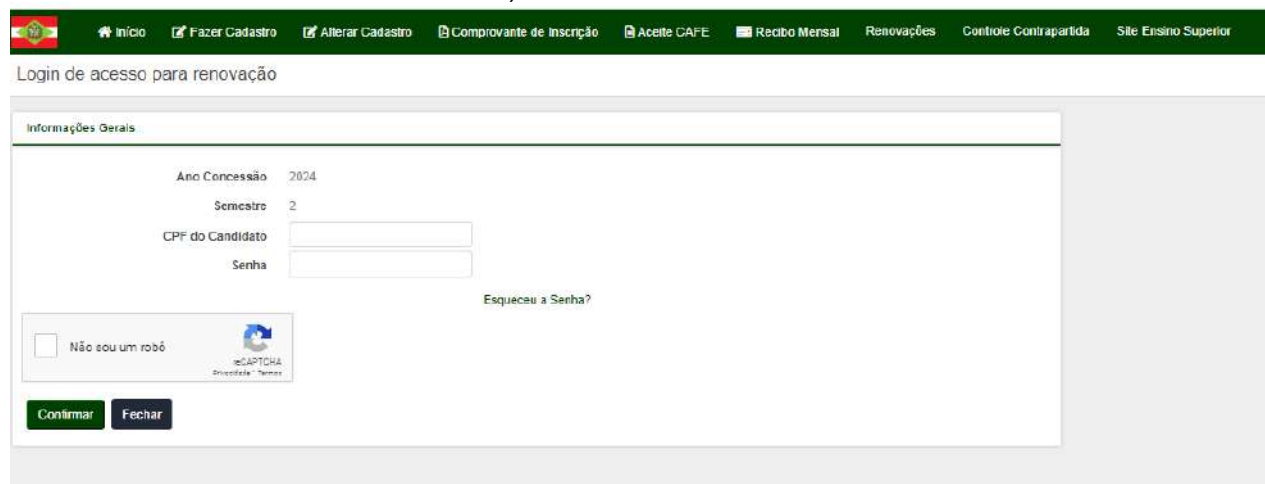 Início Fazer Cadastro Alterar Cadastro Comprovante de Inscrição Aceite CAFE Recibo Mensal Renovações Controle Contrapartida Site Ensino Superior
Login de acesso para renovação
Informações Gerais
Ano Concessão 2024
Semestre 2
CPF do Candidato
Senha
Esqueceu a Senha?
Não sou um robô
reCAPTCHA
Privacidade - Termos
Confirmar Fechar